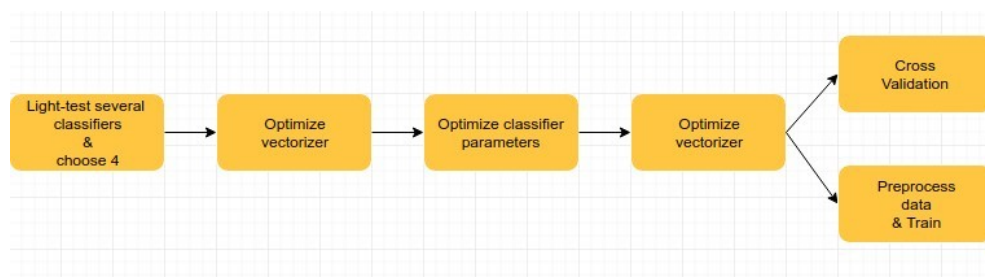 Light-test several
classifiers
&
choose 4
Optimize
vectorizer
Optimize classifier
parameters
Optimize
vectorizer
Cross
Validation
Preprocess
data
& Train